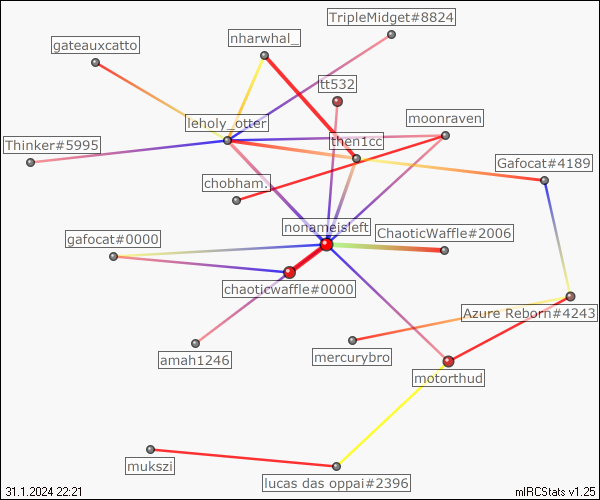 TripleMidget#8824
nharwhal_
gateauxcatto
tt532
moonraven
leholy_otter
then1cc
Thinker#5995
Gafocat#4189
chobham.
nonameisleft
ChaoticWaffle#2006
gafocat#0000
chaoticwaffle#0000
Azure Reborn#4243
amah1246
mercurybro
motorthud
mukszi
lucas das oppai#2396
31.1.2024 22:21
mIRCStats v1.25